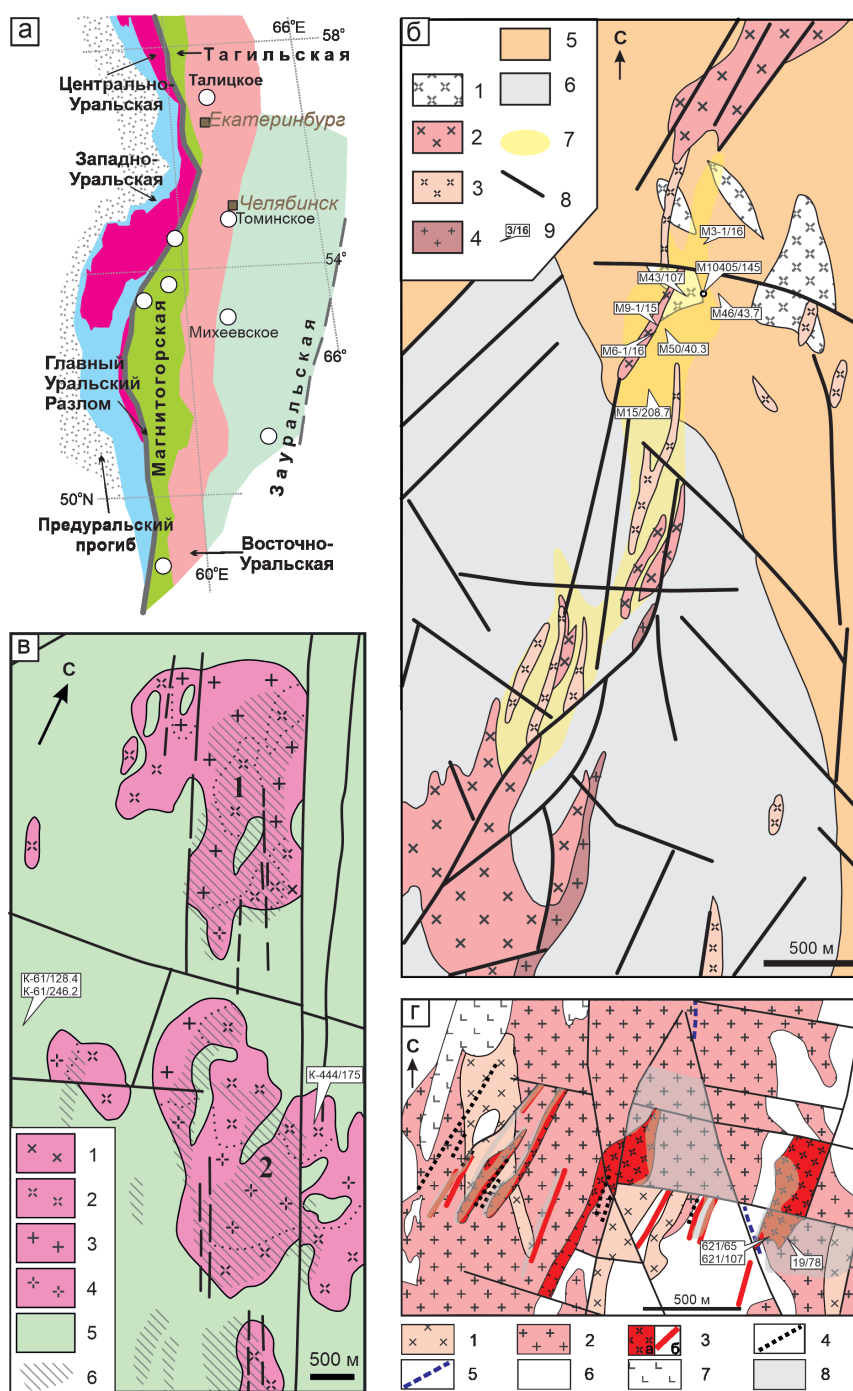 а
66°E
58°
Тагильская
Центрально-
Уральская
Талицкое
Екатеринбург
Западно-
Уральская
Челябинск
Томинское
54°
Михеевское
66°
Главный
Уральский
Разлом
Магнитогорская
Зауральская
50°N
Предуральский
прогиб
Восточно-
Уральская
60°E
б
С
5
1
6
2
7
3
8
4
3/16
9
М3-1/16
М10405/145
М43/107
М46/43.7
М9-1/15
М50/40.3
М6-1/16
М15/208.7
500 м
в
С
1
К-61/128.4
К-61/246.2
К-444/175
2
1
2
3
4
5
6
500 м
г
С
621/65
621/107
19/78
500 м
1
2
а
б
3
4
5
6
7
8